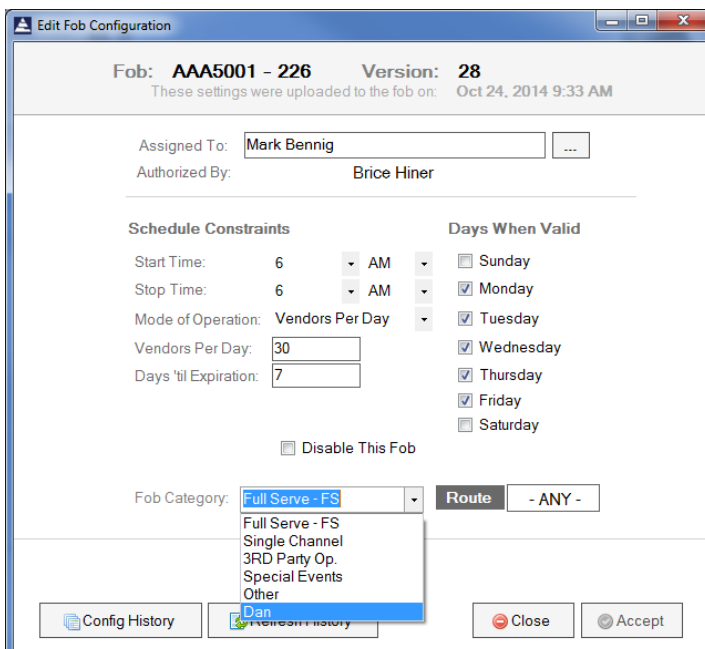 Edit Fob Configuration
Fob: AAA5001 - 226 Version: 28
These settings were uploaded to the fob on: Oct 24, 2014 9:33 AM
Assigned To: Mark Bennig ...
Authorized By: Brice Hiner
Schedule Constraints Days When Valid
Start Time: 6 AM Sunday
Stop Time: 6 AM Monday
Mode of Operation: Vendors Per Day Tuesday
Vendors Per Day: 30 Wednesday
Days 'til Expiration: 7 Thursday
Friday
Saturday
Disable This Fob
Fob Category: Full Serve - FS Route - ANY -
Full Serve - FS
Single Channel
3RD Party Op.
Special Events
Other
Dan
Config History Refresh History Close Accept